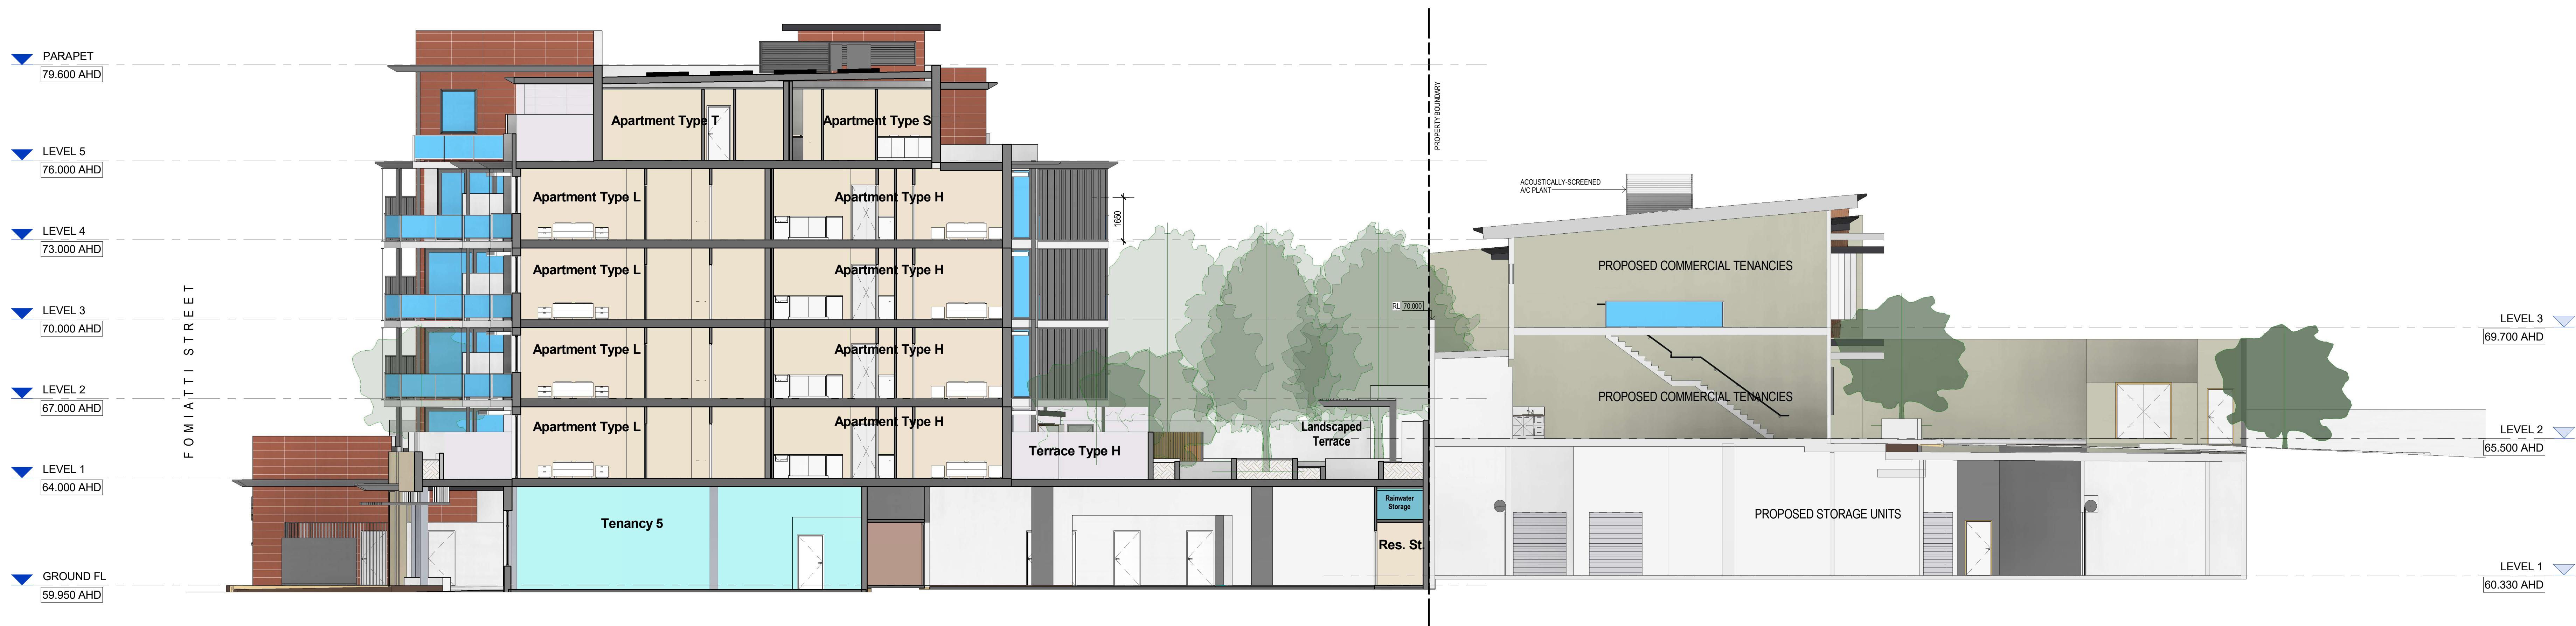 PARAPET
79.600 AHD
LEVEL 5
76.000 AHD
LEVEL 4
73.000 AHD
LEVEL 3
70.000 AHD
LEVEL 2
67.000 AHD
LEVEL 1
64.000 AHD
GROUND FL
59.950 AHD
FOMIATTI STREET
Apartment Type T
Apartment Type S
Apartment Type L
Apartment Type H
Apartment Type L
Apartment Type H
Apartment Type L
Apartment Type H
Apartment Type L
Apartment Type H
1650
Terrace Type H
Landscaped
Terrace
Tenancy 5
Rainwater
Storage
Res. St.
RL 70.000
PROPERTY BOUNDARY
ACOUSTICALLY-SCREENED
A/C PLANT
PROPOSED COMMERCIAL TENANCIES
PROPOSED COMMERCIAL TENANCIES
PROPOSED STORAGE UNITS
LEVEL 3
69.700 AHD
LEVEL 2
65.500 AHD
LEVEL 1
60.330 AHD